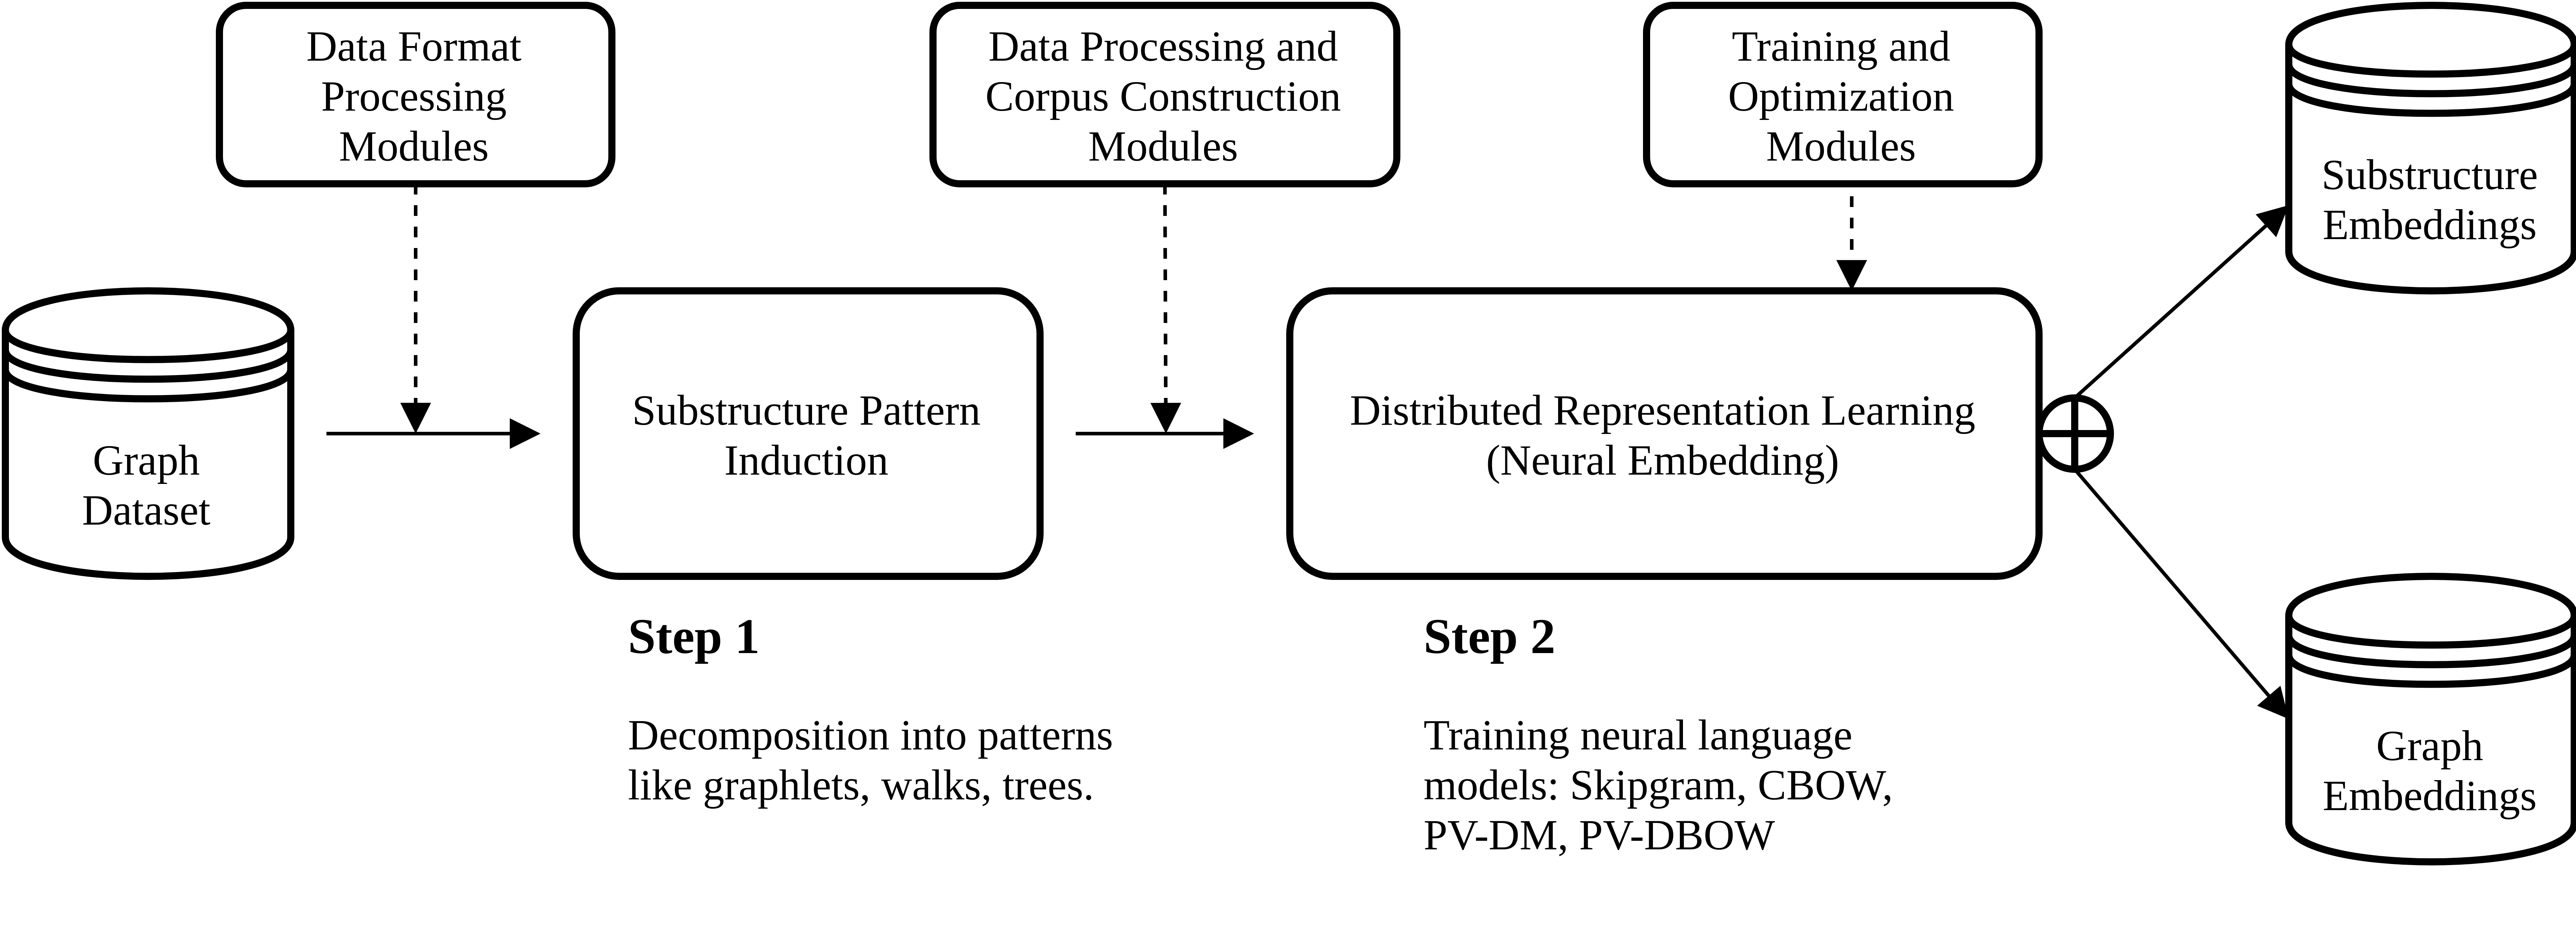 Data Format
Processing
Modules
Data Processing and
Corpus Construction
Modules
Training and
Optimization
Modules
Substructure
Embeddings
Graph
Dataset
Substructure Pattern
Induction
Distributed Representation Learning
(Neural Embedding)
Step 1
Decomposition into patterns
like graphlets, walks, trees.
Step 2
Training neural language
models: Skipgram, CBOW,
PV-DM, PV-DBOW
Graph
Embeddings